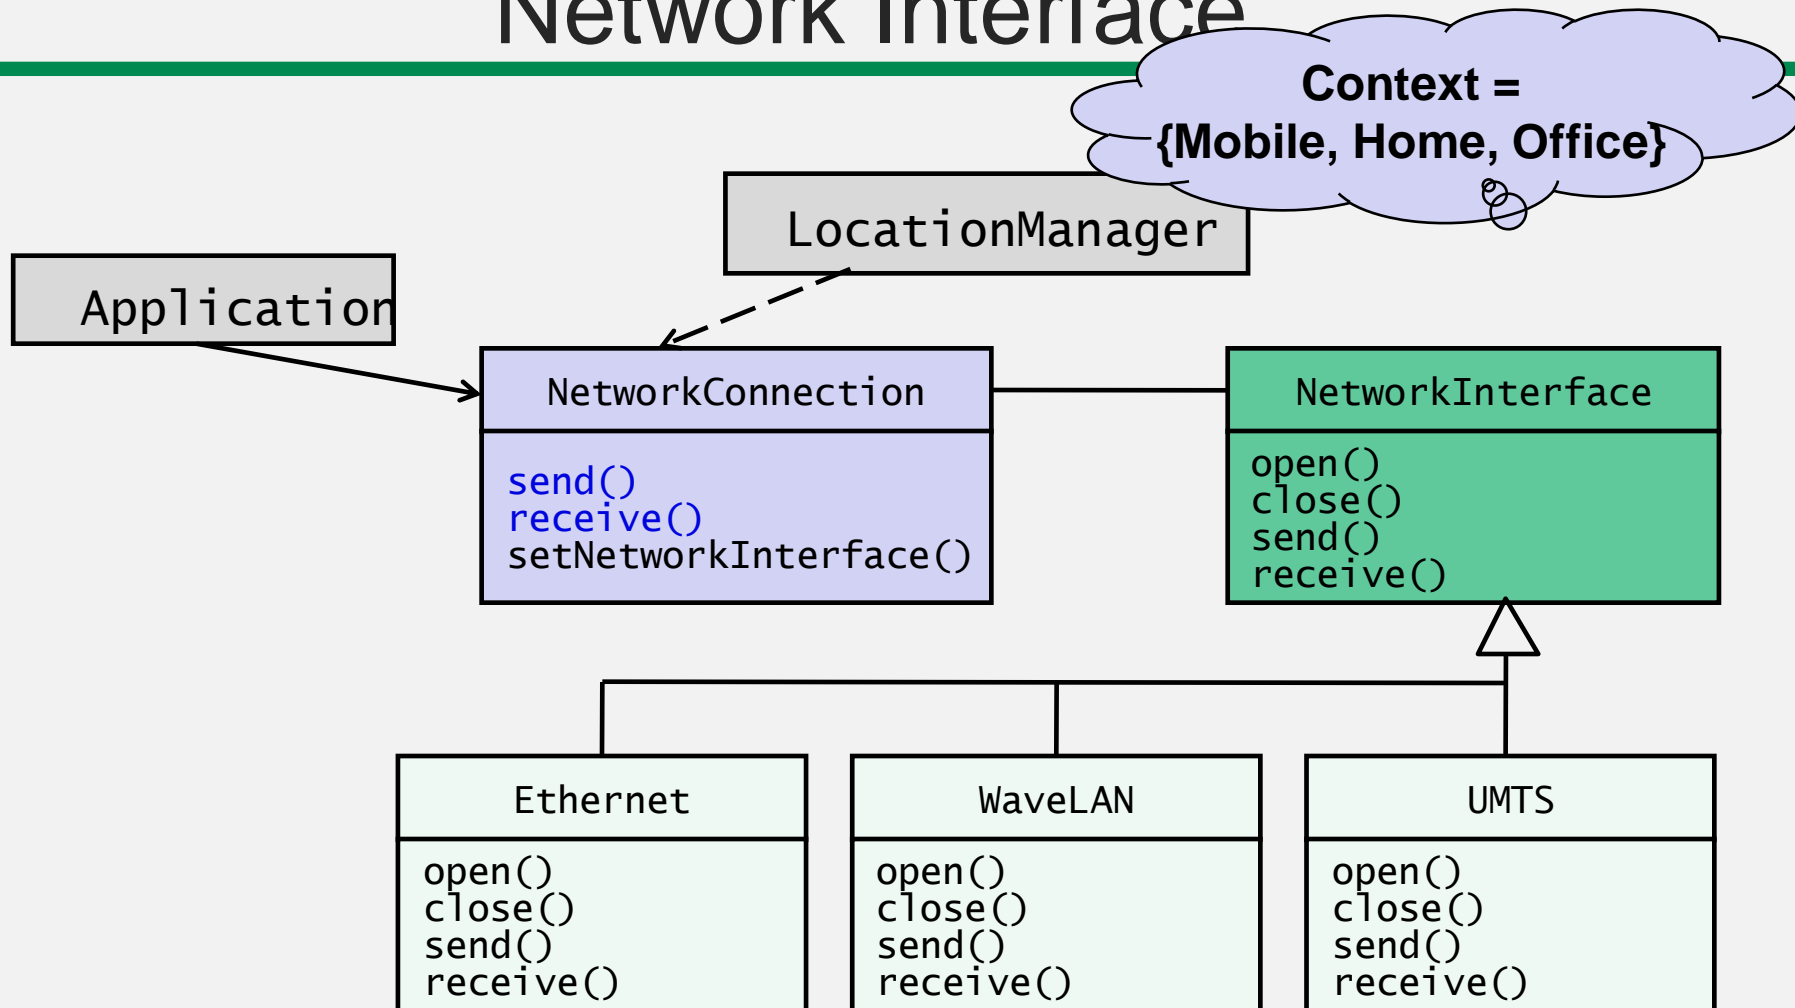 Network Interface
Context =
{Mobile, Home, Office}
LocationManager
Application
NetworkConnection
send()
receive()
setNetworkInterface()
NetworkInterface
open()
close()
send()
receive()
Ethernet
open()
close()
send()
receive()
WaveLAN
open()
close()
send()
receive()
UMTS
open()
close()
send()
receive()